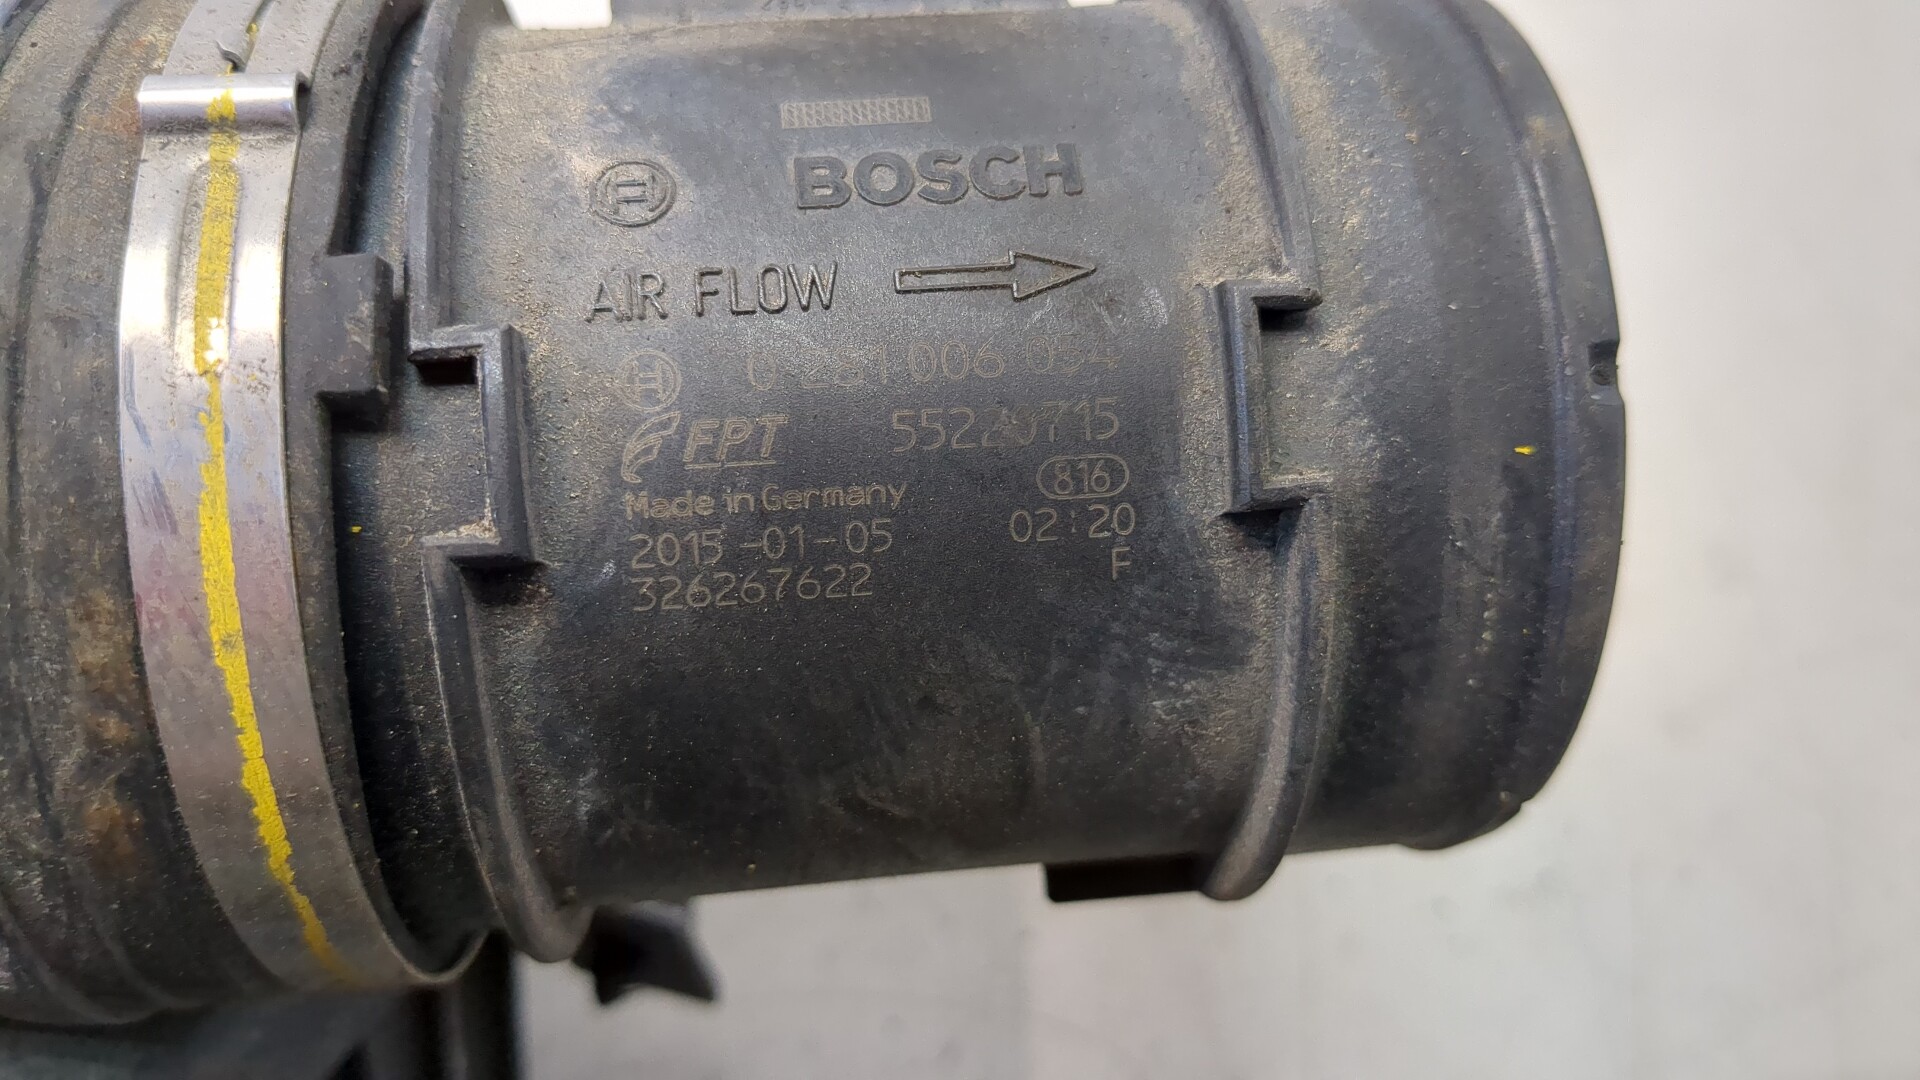 BOSCH
AIR FLOW
0 281 006 054
FPT 55220715
Made in Germany 816
2015-01-05 02:20
326267622 F